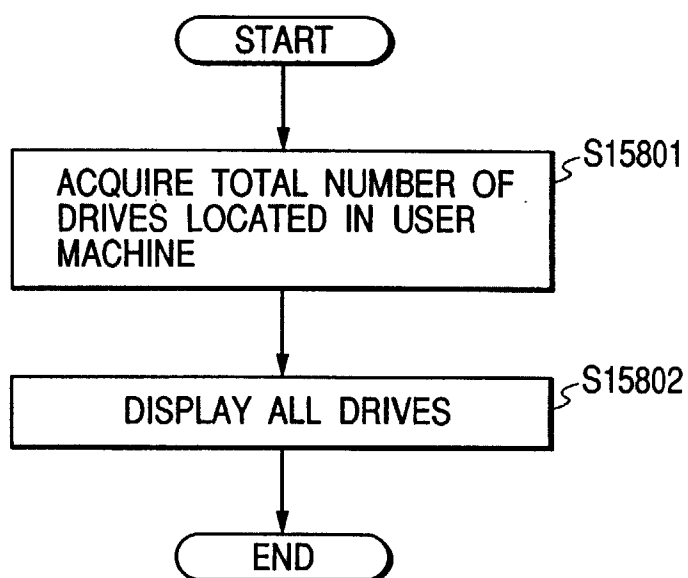 START
S15801
ACQUIRE TOTAL NUMBER OF
DRIVES LOCATED IN USER
MACHINE
S15802
DISPLAY ALL DRIVES
END